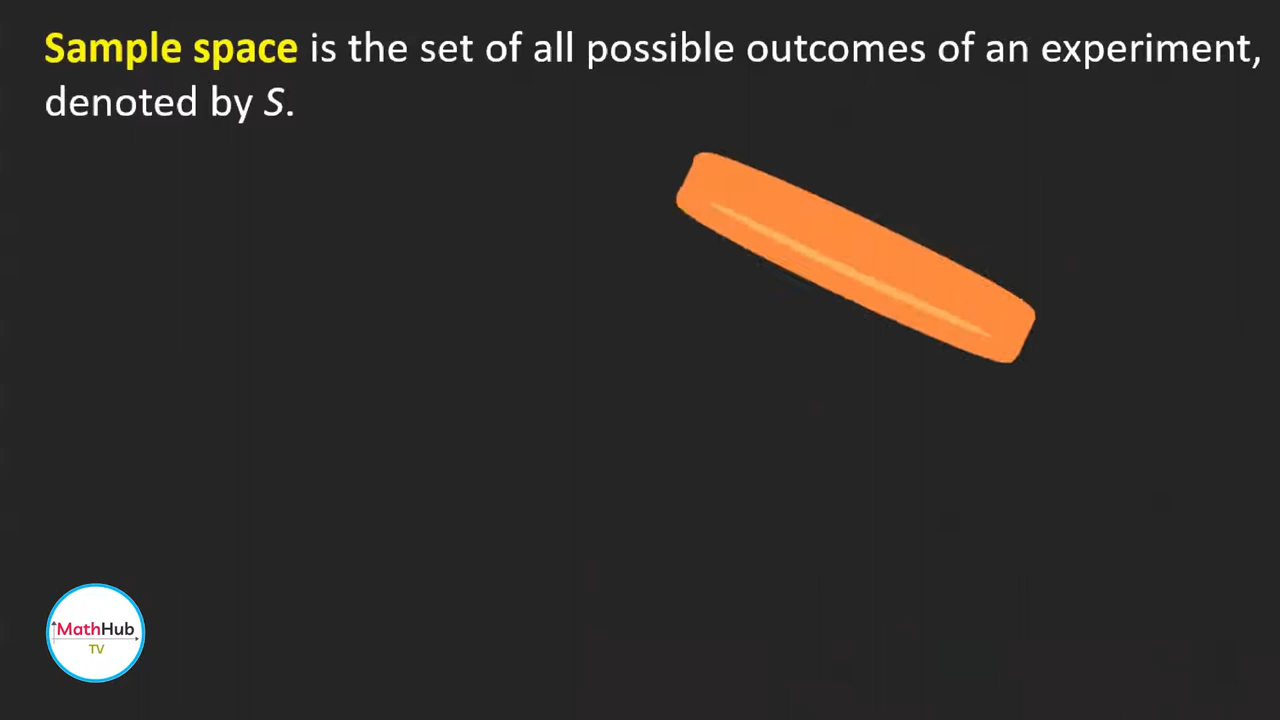 Sample space is the set of all possible outcomes of an experiment,
denoted by S.
MathHub
TV